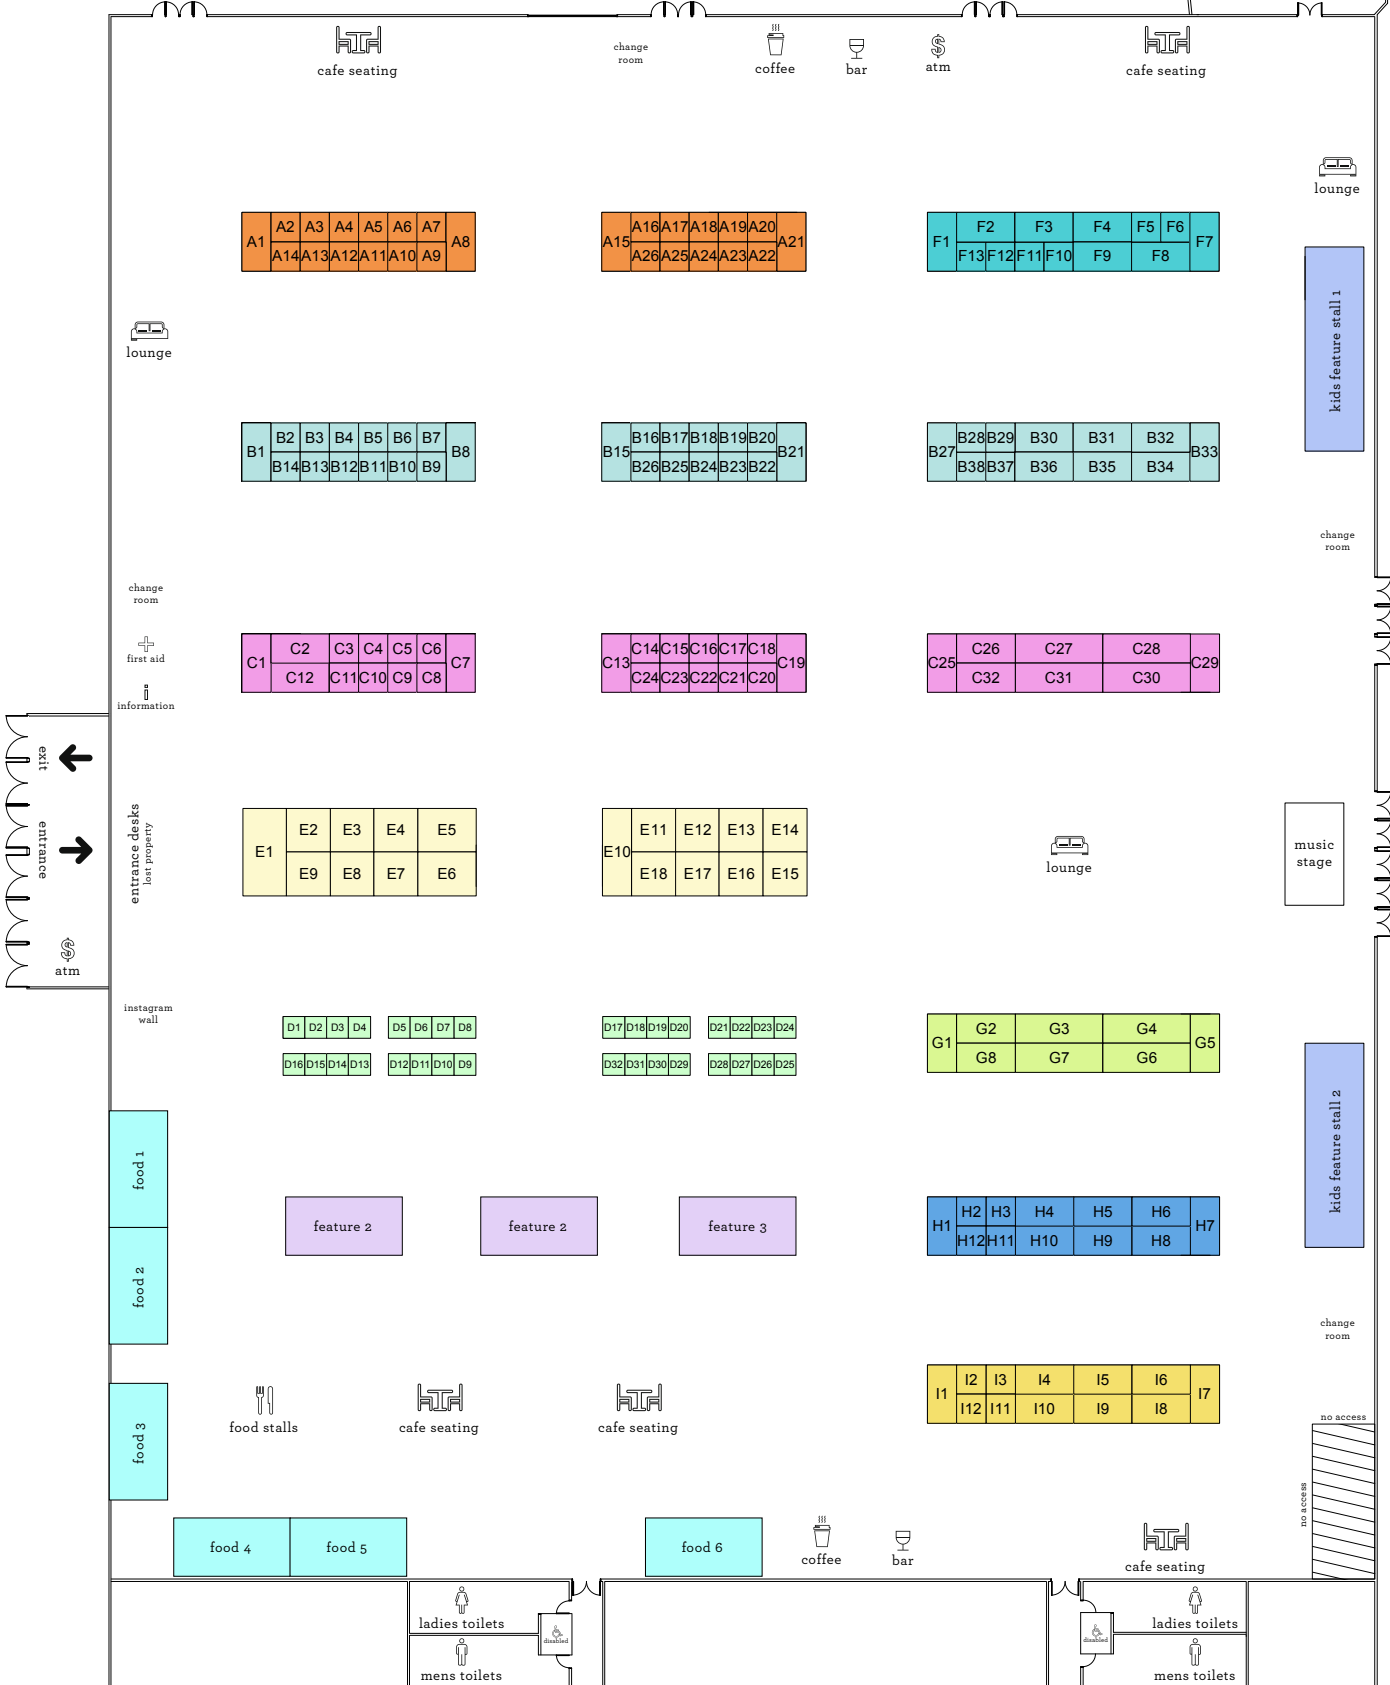 cafe seating
change
room
coffee
bar
$
atm
cafe seating
lounge
A1 A2 A3 A4 A5 A6 A7 A8
A14 A13 A12 A11 A10 A9
A15 A16 A17 A18 A19 A20 A21
A26 A25 A24 A23 A22
F1 F2 F3 F4 F5 F6 F7
F13 F12 F11 F10 F9 F8
kids feature stall 1
lounge
B1 B2 B3 B4 B5 B6 B7 B8
B14 B13 B12 B11 B10 B9
B15 B16 B17 B18 B19 B20 B21
B26 B25 B24 B23 B22
B27 B28 B29 B30 B31 B32 B33
B38 B37 B36 B35 B34
change
room
change
room
first aid
i
information
C1 C2 C3 C4 C5 C6 C7
C12 C11 C10 C9 C8
C13 C14 C15 C16 C17 C18 C19
C24 C23 C22 C21 C20
C25 C26 C27 C28 C29
C32 C31 C30
exit
entrance
entrance desks
lost property
$
atm
E1 E2 E3 E4 E5
E9 E8 E7 E6
E10 E11 E12 E13 E14
E18 E17 E16 E15
lounge
music
stage
instagram
wall
D1 D2 D3 D4 D5 D6 D7 D8
D16 D15 D14 D13 D12 D11 D10 D9
D17 D18 D19 D20 D21 D22 D23 D24
D32 D31 D30 D29 D28 D27 D26 D25
G1 G2 G3 G4 G5
G8 G7 G6
kids feature stall 2
food 1
food 2
feature 2
feature 2
feature 3
H1 H2 H3 H4 H5 H6 H7
H12 H11 H10 H9 H8
change
room
food 3
food stalls
cafe seating
cafe seating
I1 I2 I3 I4 I5 I6 I7
I12 I11 I10 I9 I8
no access
no access
food 4
food 5
food 6
coffee
bar
cafe seating
ladies toilets
disabled
mens toilets
ladies toilets
disabled
mens toilets